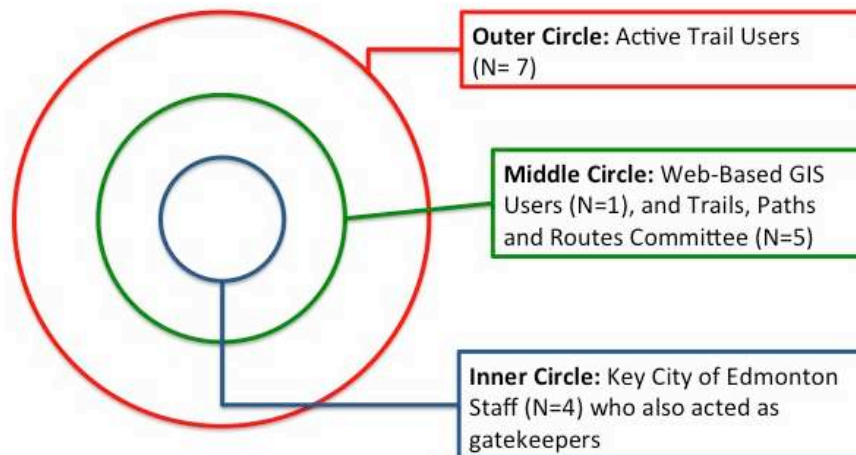 Outer Circle: Active Trail Users
(N= 7)
Middle Circle: Web-Based GIS
Users (N=1), and Trails, Paths
and Routes Committee (N=5)
Inner Circle: Key City of Edmonton
Staff (N=4) who also acted as
gatekeepers